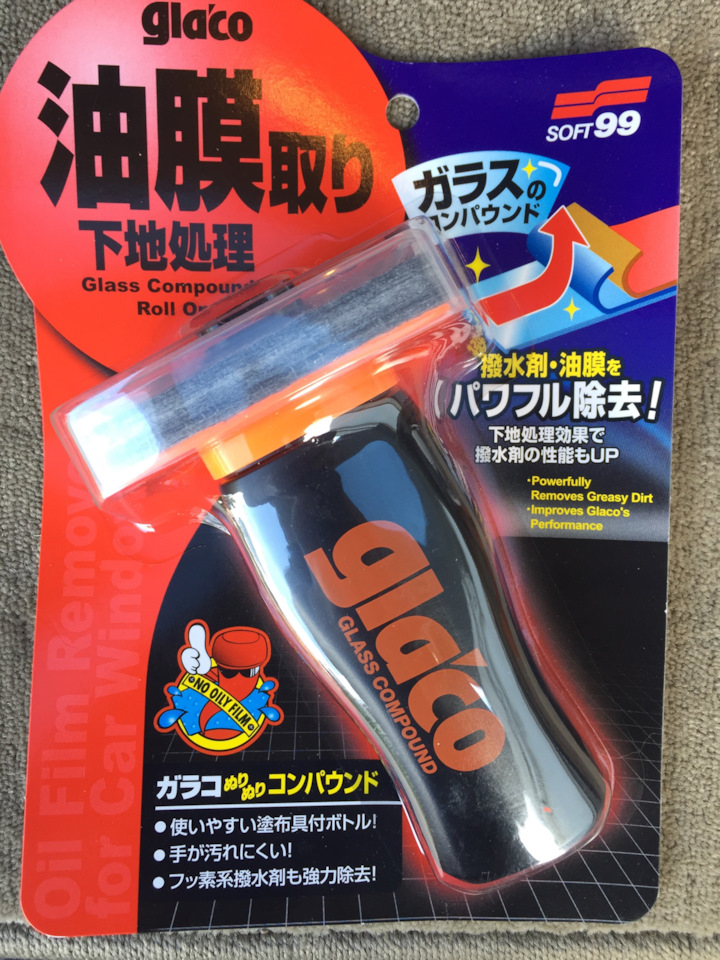 glaco
油膜取り
下地処理
Glass Compound
Roll On
SOFT99
ガラスの
コンパウンド
撥水剤・油膜を
パワフル除去!
下地処理効果で
撥水剤の性能もUP
・Powerfully
Removes Greasy Dirt
・Improves Glaco's
Performance
glaco
GLASS COMPOUND
NO OILY FILM
Oil Film Remove
for Car Windo
ガラコぬりぬりコンパウンド
●使いやすい塗布具付ボトル!
●手が汚れにくい!
●フッ素系撥水剤も強力除去!